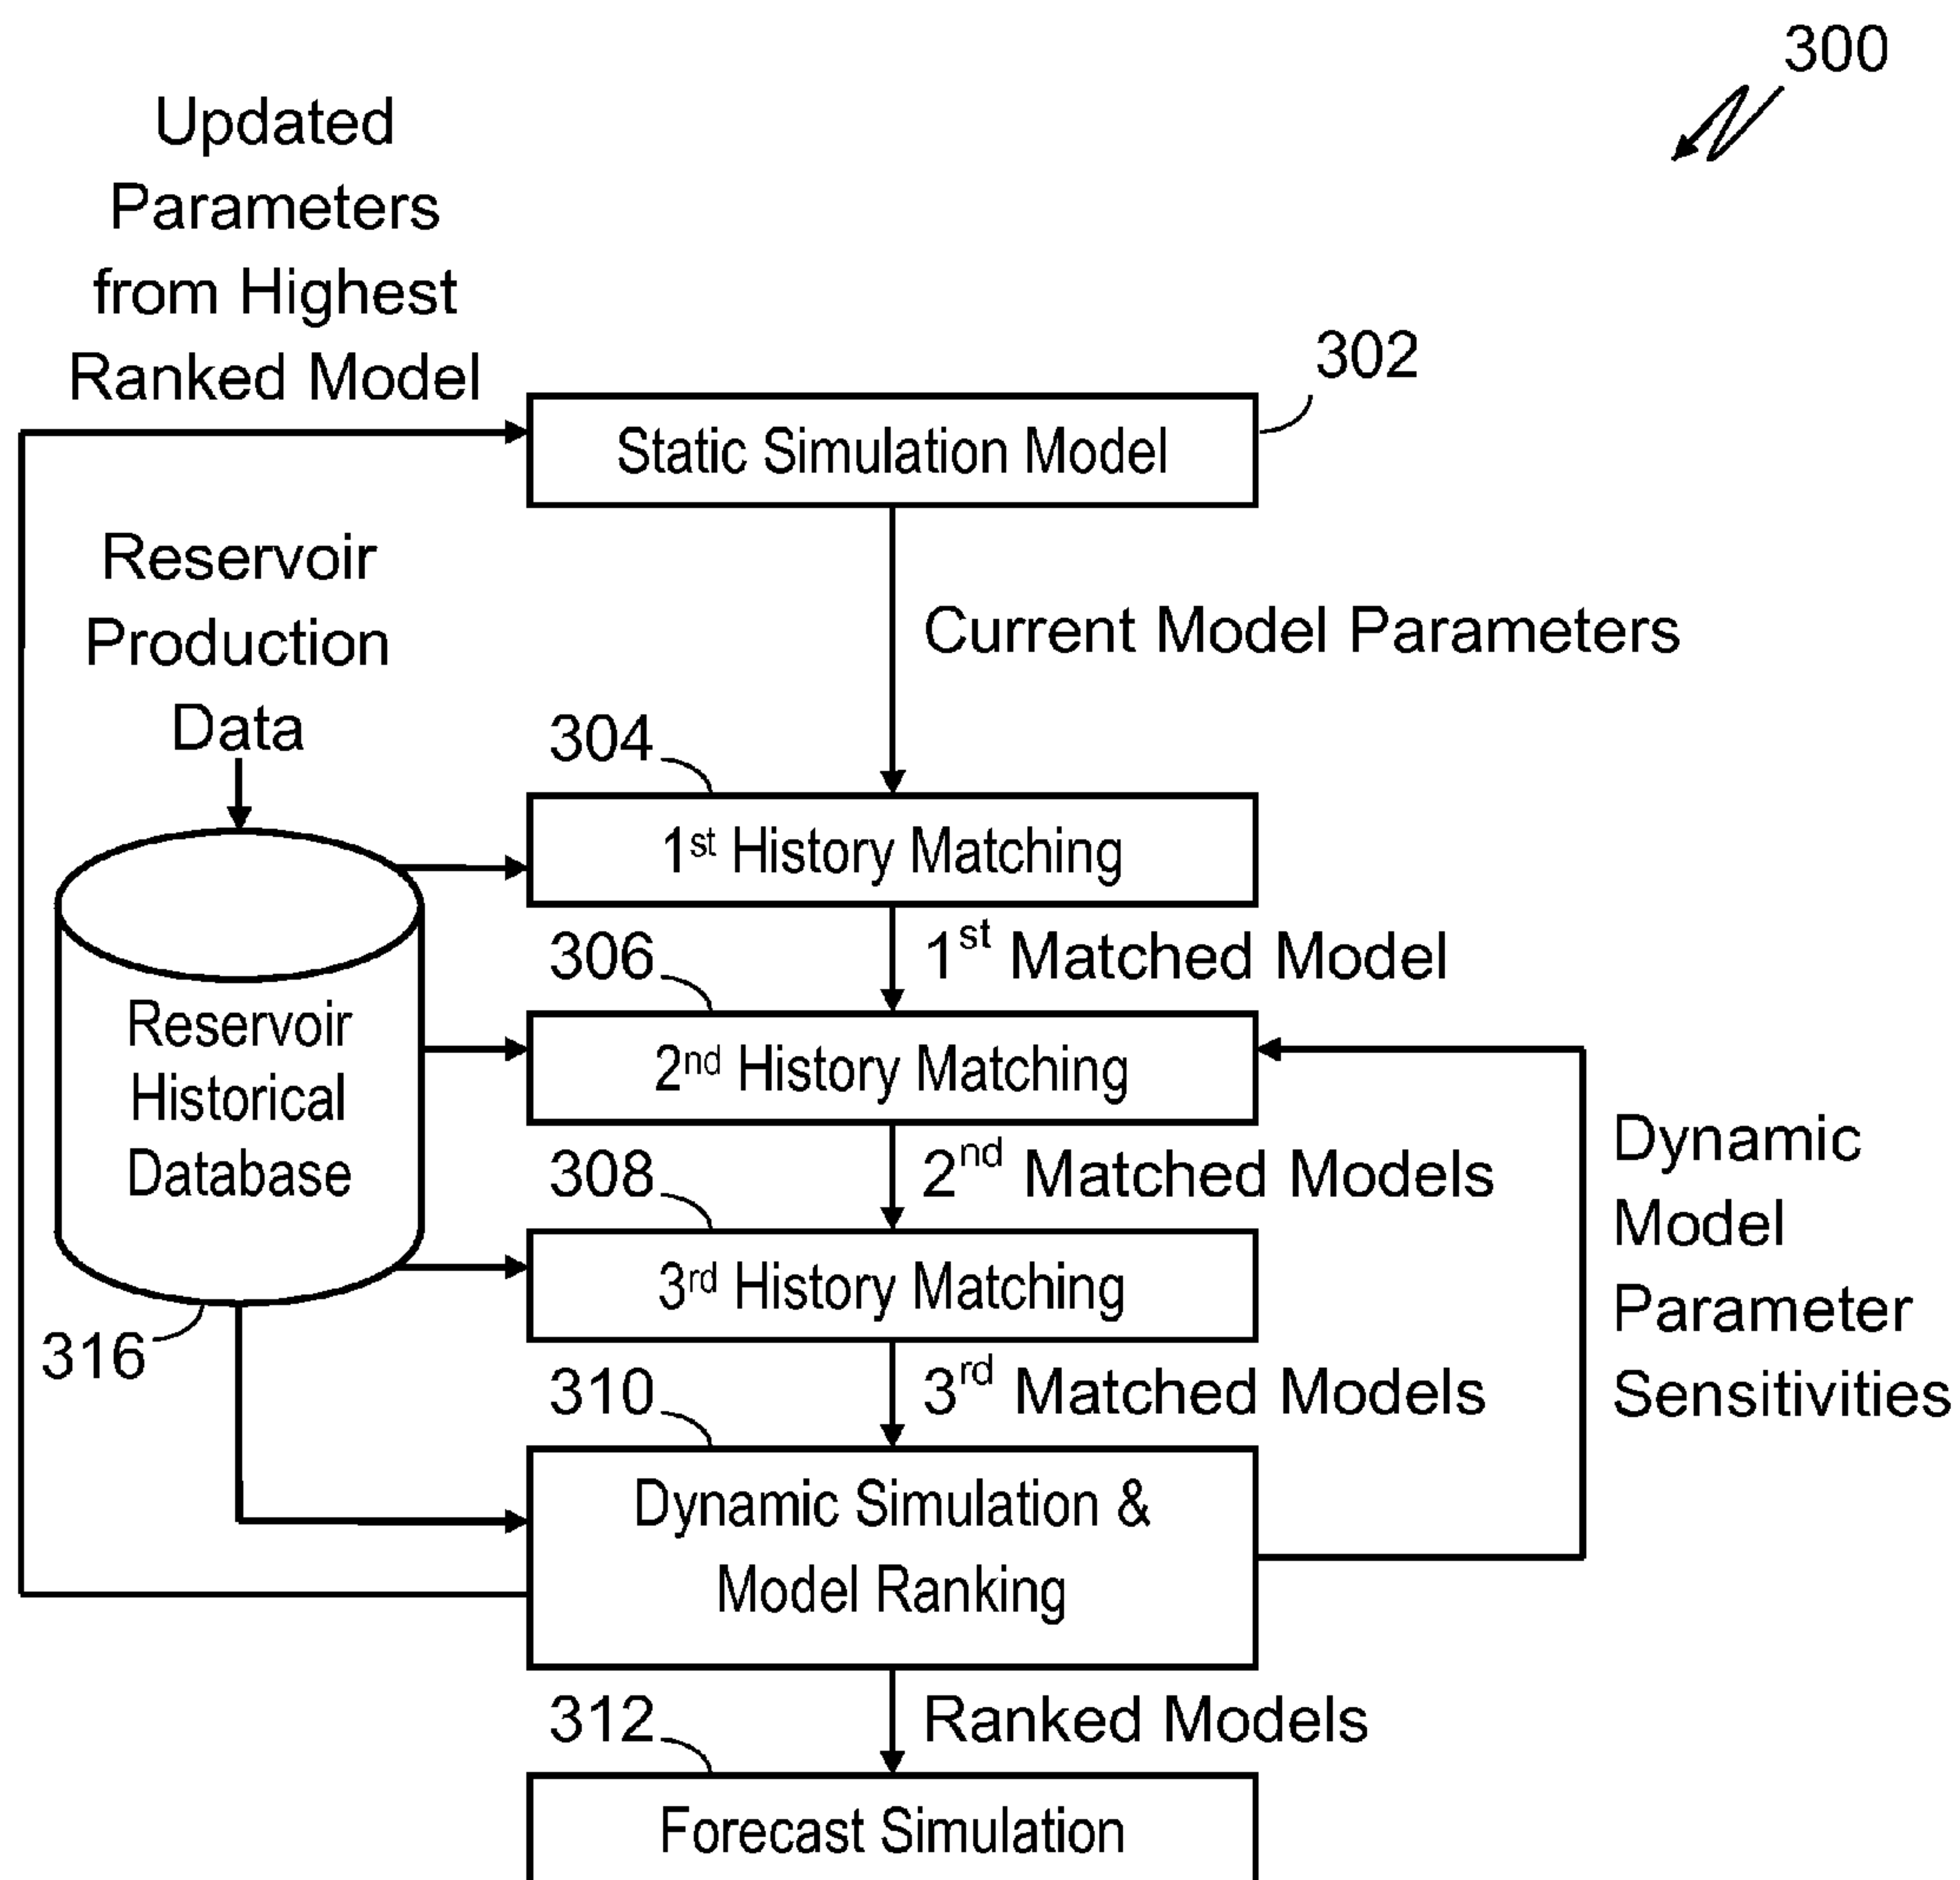 300
Updated
Parameters
from Highest
Ranked Model
302
Static Simulation Model
Reservoir
Production
Data
Current Model Parameters
304
1st History Matching
306
1st Matched Model
Reservoir
Historical
Database
2nd History Matching
308
2nd Matched Models
Dynamic
Model
Parameter
Sensitivities
3rd History Matching
316
310
3rd Matched Models
Dynamic Simulation &
Model Ranking
312
Ranked Models
Forecast Simulation